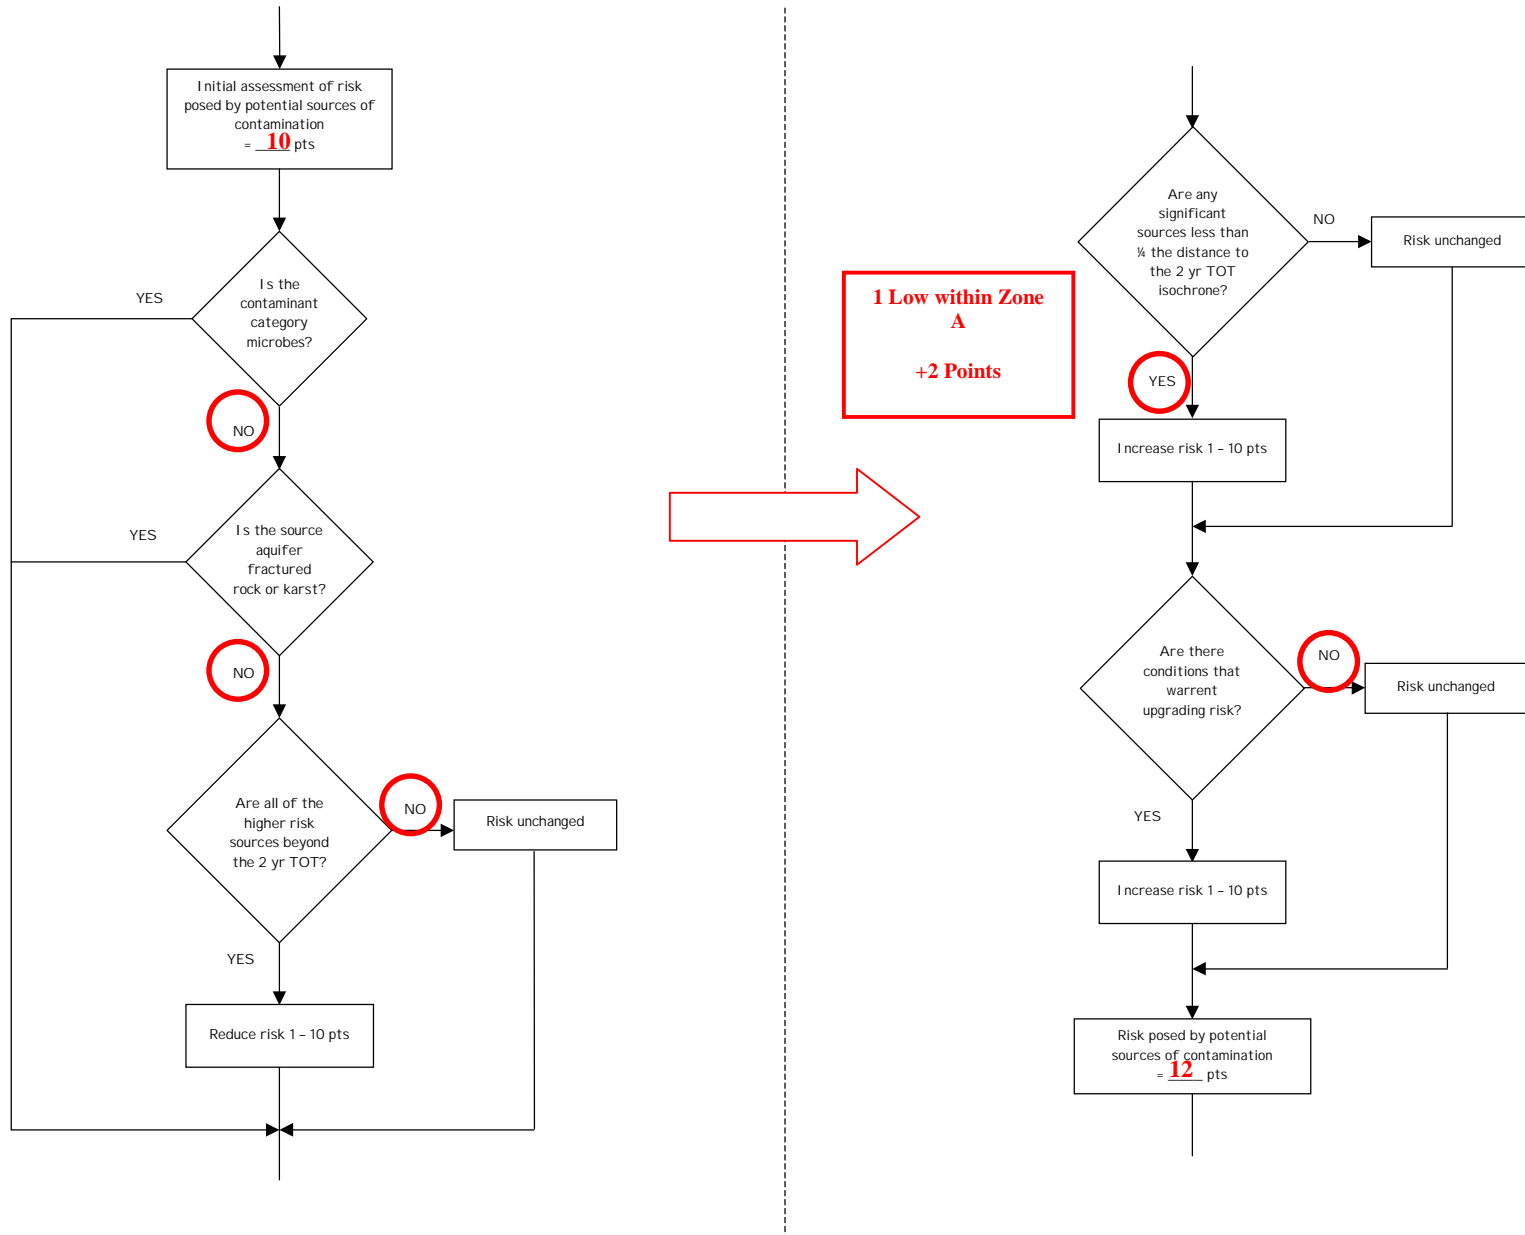 Initial assessment of risk
posed by potential sources of
contamination
= 10 pts
Is the
contaminant
category
microbes?
YES
NO
Is the source
aquifer
fractured
rock or karst?
YES
NO
Are all of the
higher risk
sources beyond
the 2 yr TOT?
NO
Risk unchanged
YES
Reduce risk 1 – 10 pts
Are any
significant
sources less than
¼ the distance to
the 2 yr TOT
isochrone?
NO
Risk unchanged
1 Low within Zone
A
+2 Points
YES
Increase risk 1 – 10 pts
Are there
conditions that
warrent
upgrading risk?
NO
Risk unchanged
YES
Increase risk 1 – 10 pts
Risk posed by potential
sources of contamination
= 12 pts